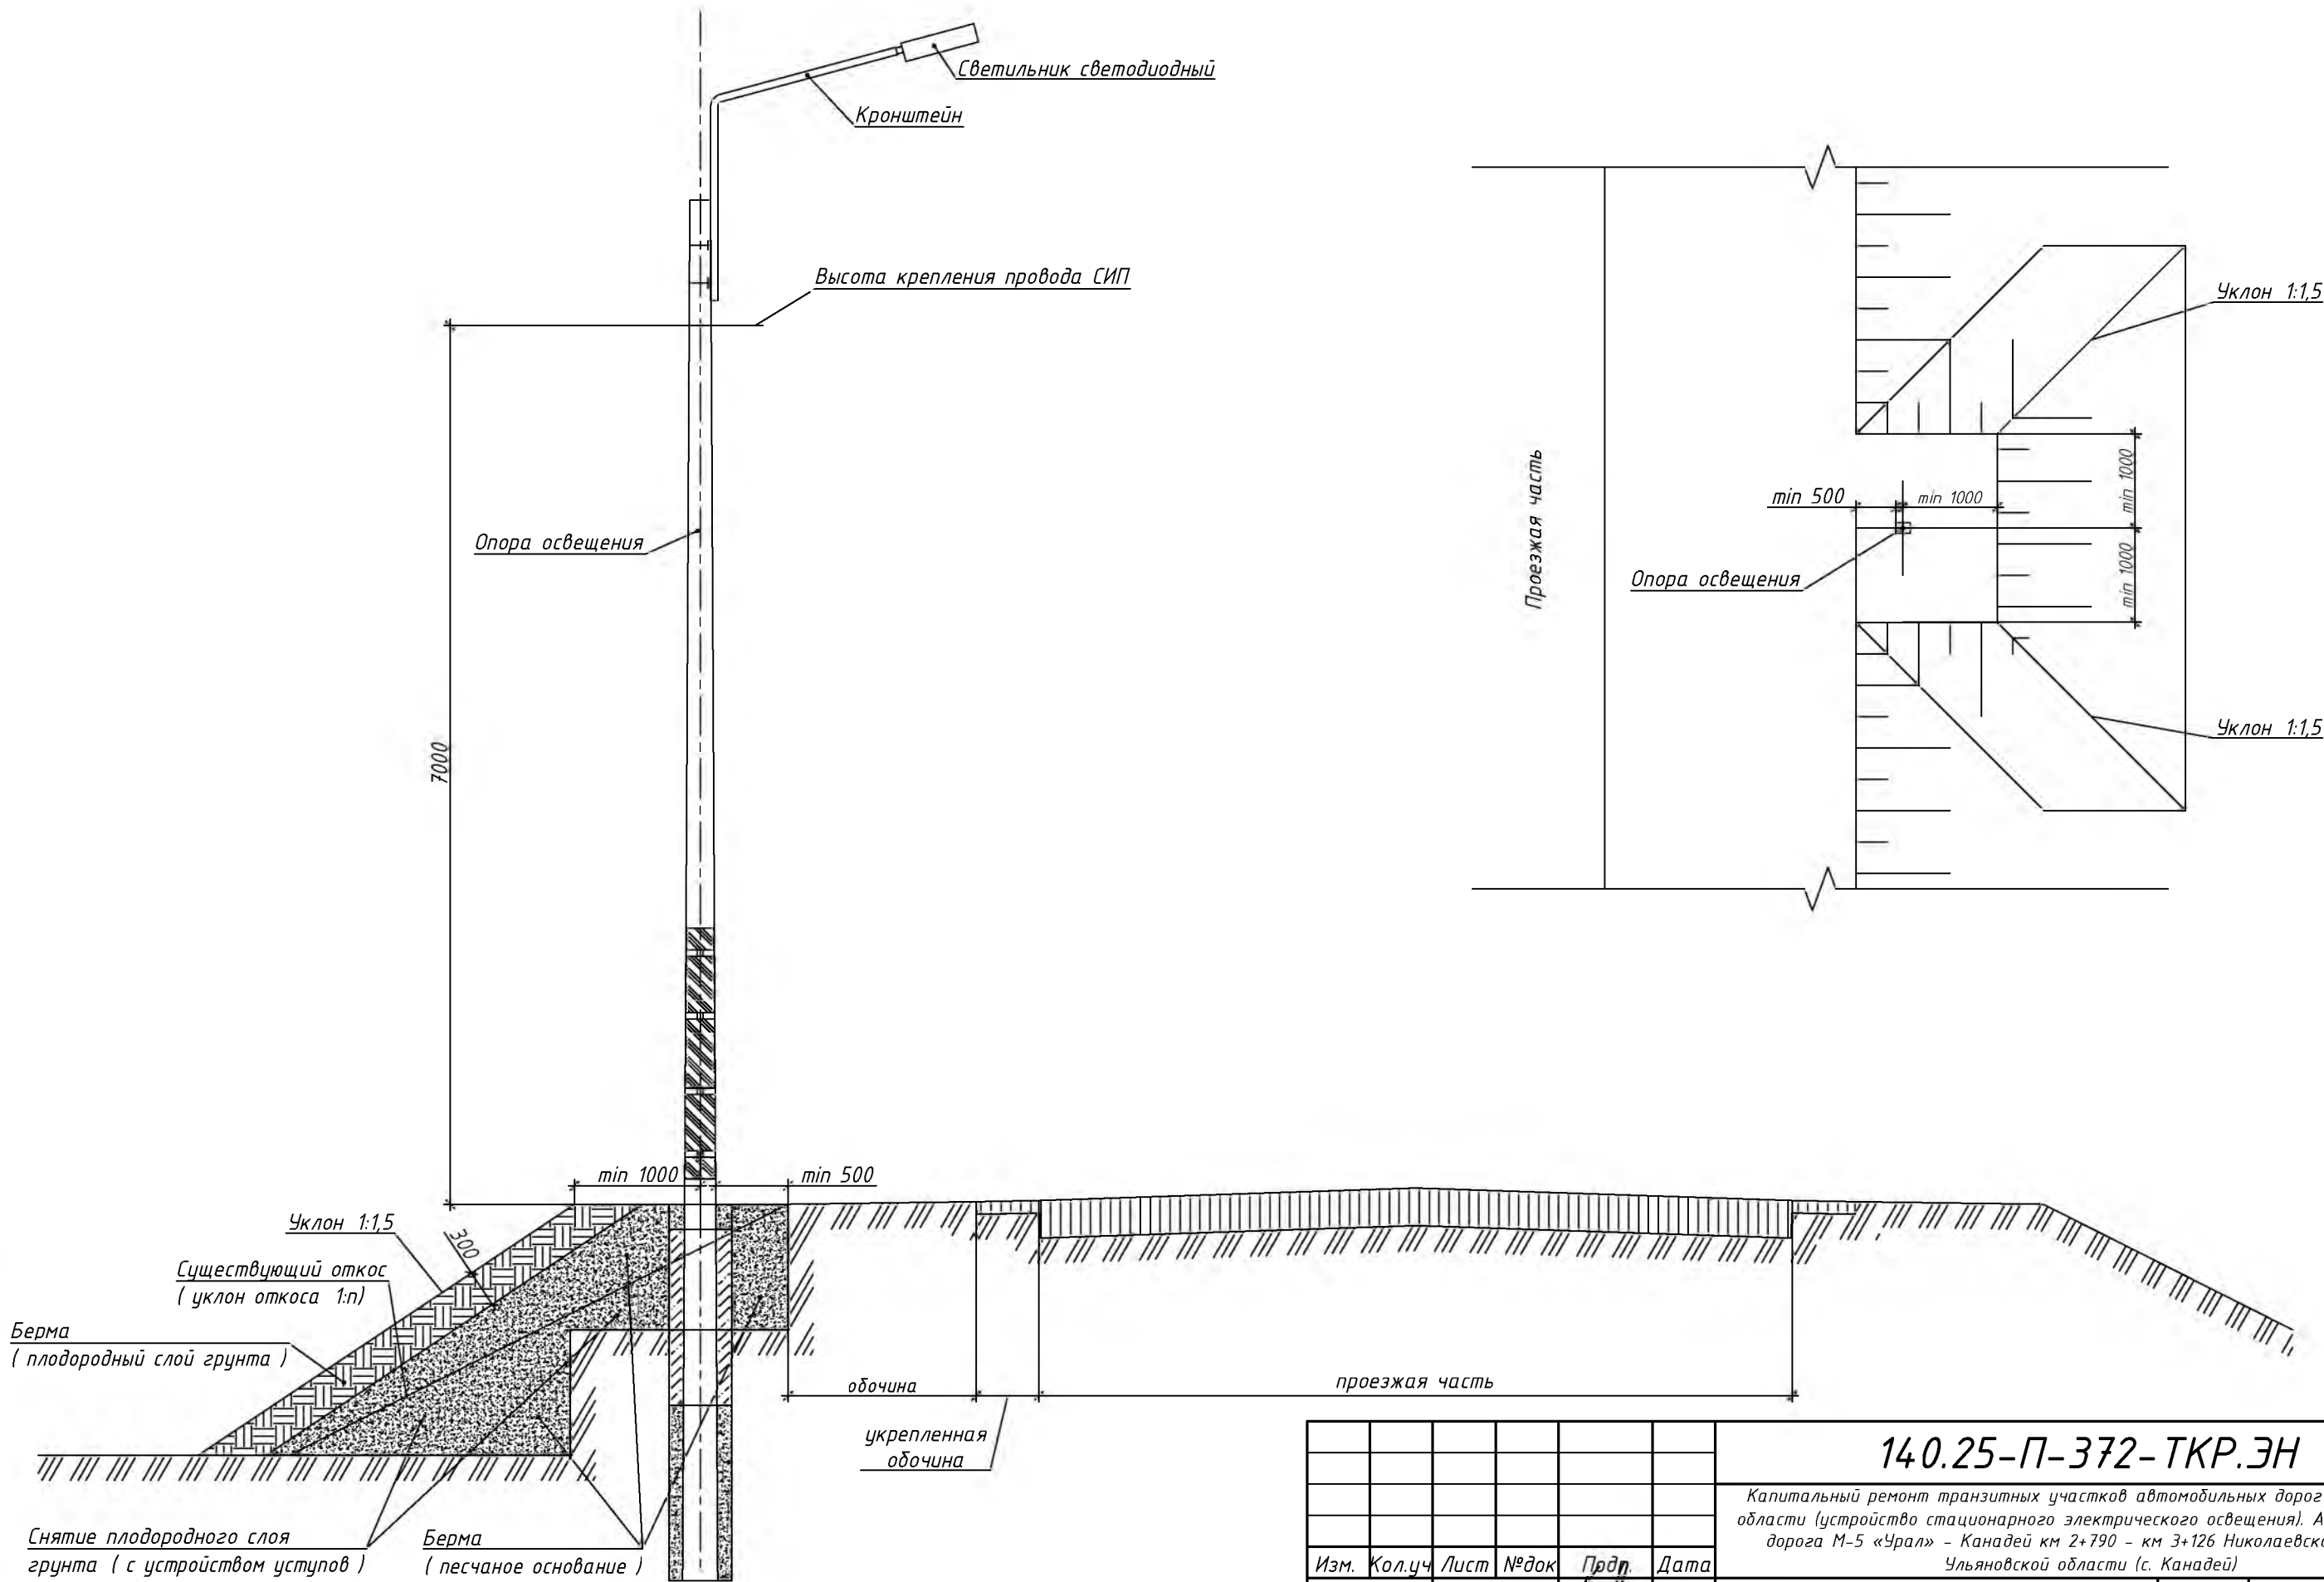 Светильник светодиодный
Кронштейн
Высота крепления провода СИП
Опора освещения
7000
min 1000
min 500
Уклон 1:1,5
300
Существующий откос
( уклон откоса 1:n)
Берма
( плодородный слой грунта )
обочина
проезжая часть
укрепленная
обочина
Снятие плодородного слоя
грунта ( с устройством уступов )
Берма
( песчаное основание )
Уклон 1:1,5
Проезжая часть
min 500
min 1000
min 1000
min 1000
Опора освещения
Уклон 1:1,5
140.25-П-372-ТКР.ЭН
Капитальный ремонт транзитных участков автомобильных дорог
области (устройство стационарного электрического освещения). А
дорога М-5 «Урал» - Канадей км 2+790 - км 3+126 Николаевск
Ульяновской области (с. Канадей)
Изм. Кол.уч Лист №док Подп. Дата